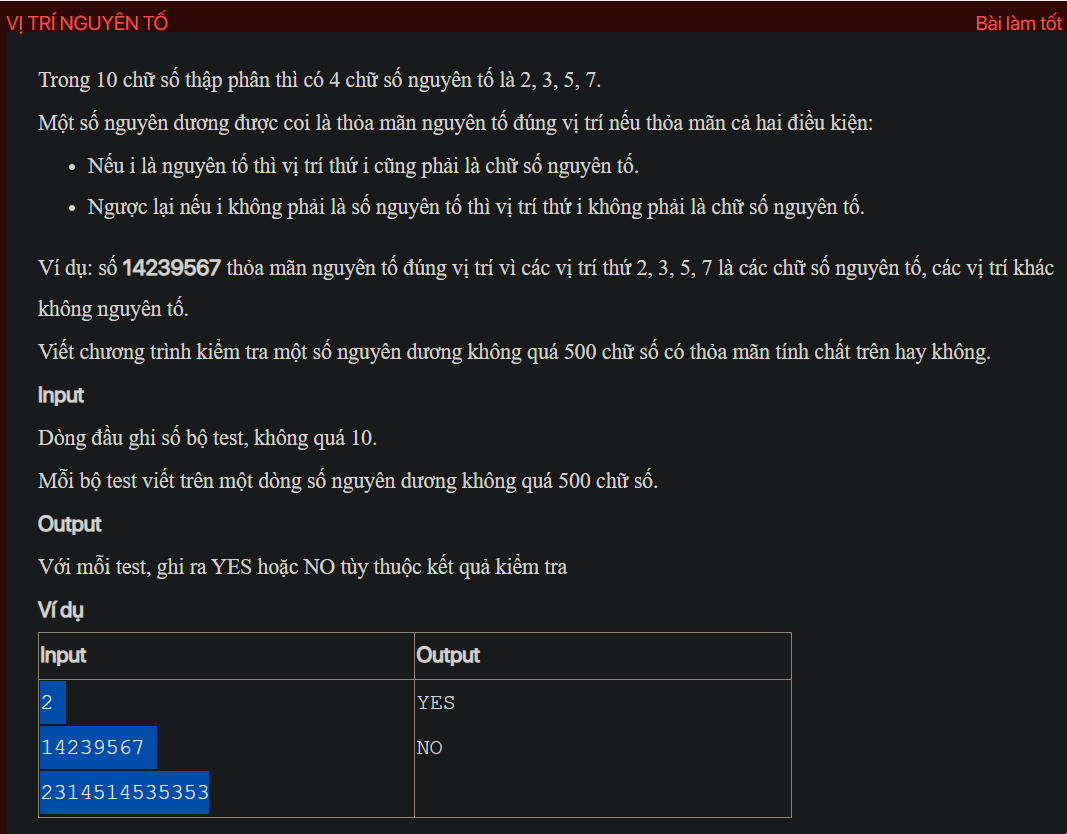 VỊ TRÍ NGUYÊN TỐ
Bài làm tốt
Trong 10 chữ số thập phân thì có 4 chữ số nguyên tố là 2, 3, 5, 7.
Một số nguyên dương được coi là thỏa mãn nguyên tố đúng vị trí nếu thỏa mãn cả hai điều kiện:
• Nếu i là nguyên tố thì vị trí thứ i cũng phải là chữ số nguyên tố.
• Ngược lại nếu i không phải là số nguyên tố thì vị trí thứ i không phải là chữ số nguyên tố.
Ví dụ: số 14239567 thỏa mãn nguyên tố đúng vị trí vì các vị trí thứ 2, 3, 5, 7 là các chữ số nguyên tố, các vị trí khác
không nguyên tố.
Viết chương trình kiểm tra một số nguyên dương không quá 500 chữ số có thỏa mãn tính chất trên hay không.
Input
Dòng đầu ghi số bộ test, không quá 10.
Mỗi bộ test viết trên một dòng số nguyên dương không quá 500 chữ số.
Output
Với mỗi test, ghi ra YES hoặc NO tùy thuộc kết quả kiểm tra
Ví dụ
Input Output
2 YES
14239567 NO
2314514535353